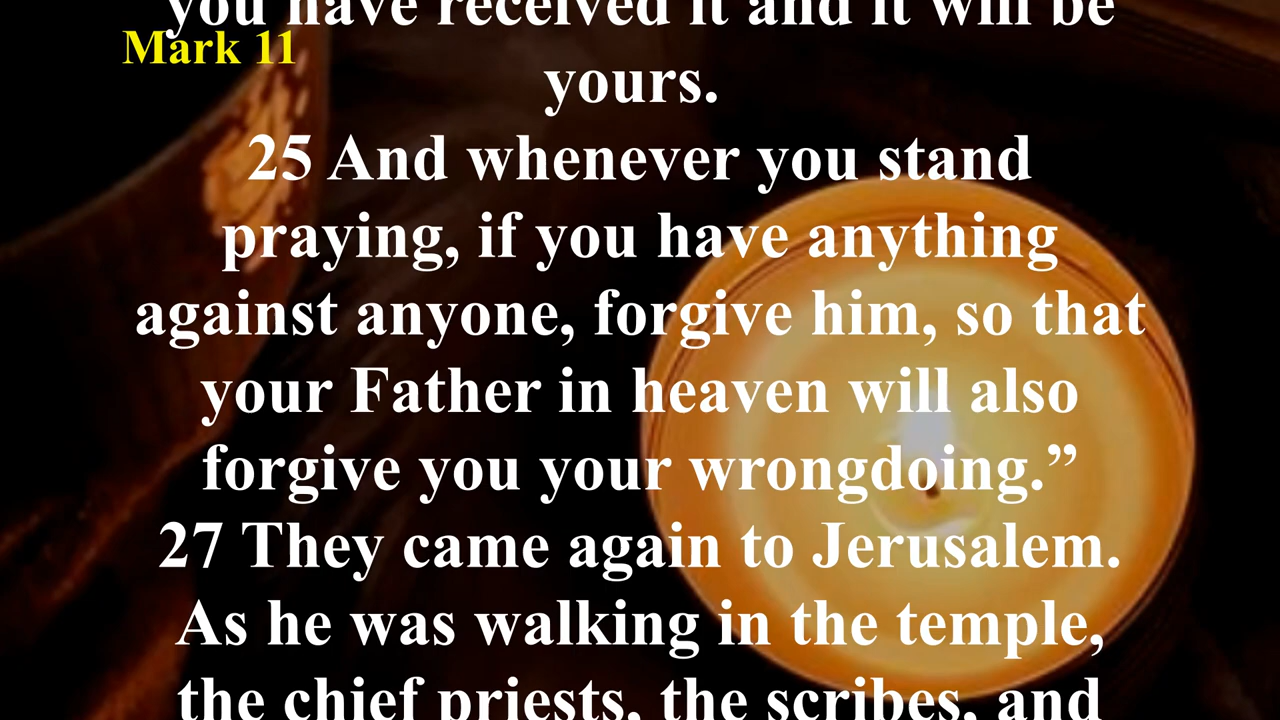 you have received it and it will be
Mark 11
yours.
25 And whenever you stand
praying, if you have anything
against anyone, forgive him, so that
your Father in heaven will also
forgive you your wrongdoing.”
27 They came again to Jerusalem.
As he was walking in the temple,
the chief priests, the scribes, and